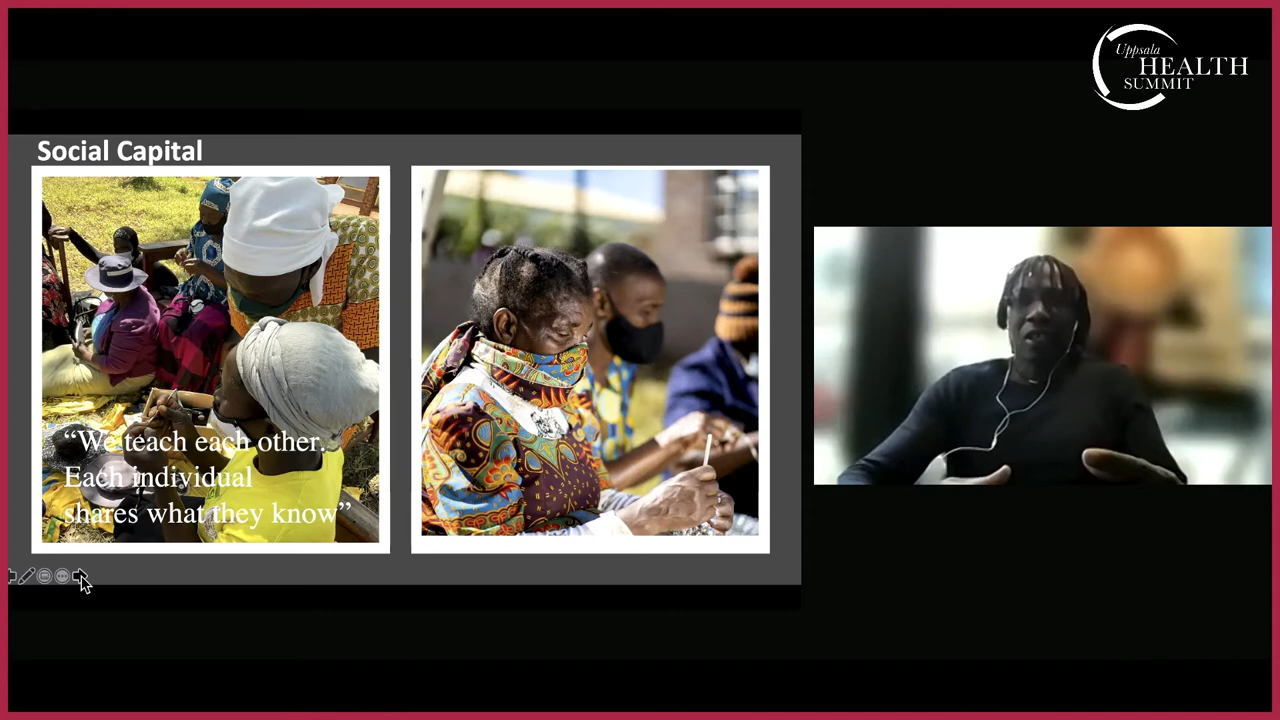 Uppsala
HEALTH
SUMMIT
Social Capital
“We teach each other.
Each individual
shares what they know”